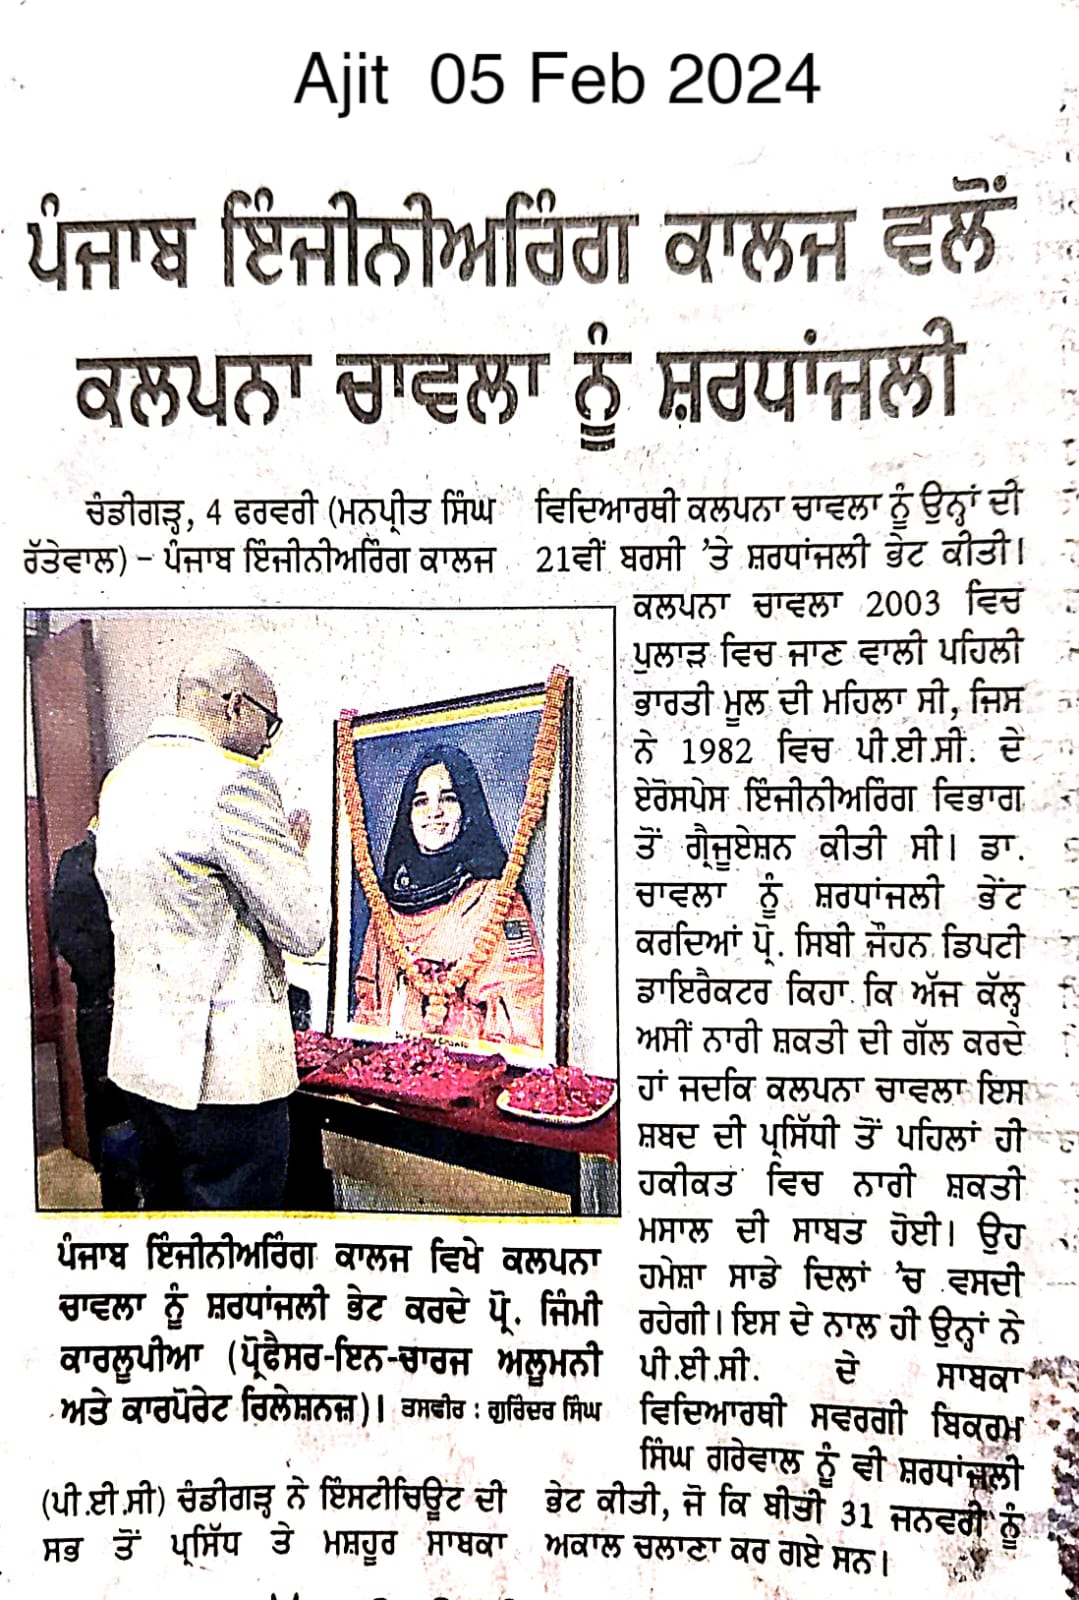 Ajit 05 Feb 2024
ਪੰਜਾਬ ਇੰਜੀਨੀਅਰਿੰਗ ਕਾਲਜ ਵਲੋਂ
ਕਲਪਨਾ ਚਾਵਲਾ ਨੂੰ ਸ਼ਰਧਾਂਜਲੀ
ਚੰਡੀਗੜ੍ਹ, 4 ਫਰਵਰੀ (ਮਨਪ੍ਰੀਤ ਸਿੰਘ
ਰੱਤੇਵਾਲ) – ਪੰਜਾਬ ਇੰਜੀਨੀਅਰਿੰਗ ਕਾਲਜ
ਪੰਜਾਬ ਇੰਜੀਨੀਅਰਿੰਗ ਕਾਲਜ ਵਿਖੇ ਕਲਪਨਾ
ਚਾਵਲਾ ਨੂੰ ਸ਼ਰਧਾਂਜਲੀ ਭੇਟ ਕਰਦੇ ਪ੍ਰੋ. ਜਿੰਮੀ
ਕਾਰਲੂਪੀਆ (ਪ੍ਰੋਫੈਸਰ-ਇਨ-ਚਾਰਜ ਅਲੂਮਨੀ
ਅਤੇ ਕਾਰਪੋਰੇਟ ਰਿਲੇਸ਼ਨਜ਼)। ਤਸਵੀਰ : ਗੁਰਿੰਦਰ ਸਿੰਘ
(ਪੀ.ਈ.ਸੀ) ਚੰਡੀਗੜ੍ਹ ਨੇ ਇੰਸਟੀਚਿਊਟ ਦੀ
ਸਭ ਤੋਂ ਪ੍ਰਸਿੱਧ ਤੇ ਮਸ਼ਹੂਰ ਸਾਬਕਾ
ਵਿਦਿਆਰਥੀ ਕਲਪਨਾ ਚਾਵਲਾ ਨੂੰ ਉਨ੍ਹਾਂ ਦੀ
21ਵੀਂ ਬਰਸੀ ’ਤੇ ਸ਼ਰਧਾਂਜਲੀ ਭੇਟ ਕੀਤੀ।
ਕਲਪਨਾ ਚਾਵਲਾ 2003 ਵਿਚ
ਪੁਲਾੜ ਵਿਚ ਜਾਣ ਵਾਲੀ ਪਹਿਲੀ
ਭਾਰਤੀ ਮੂਲ ਦੀ ਮਹਿਲਾ ਸੀ, ਜਿਸ
ਨੇ 1982 ਵਿਚ ਪੀ.ਈ.ਸੀ. ਦੇ
ਏਰੋਸਪੇਸ ਇੰਜੀਨੀਅਰਿੰਗ ਵਿਭਾਗ
ਤੋਂ ਗ੍ਰੈਜੂਏਸ਼ਨ ਕੀਤੀ ਸੀ। ਡਾ.
ਚਾਵਲਾ ਨੂੰ ਸ਼ਰਧਾਂਜਲੀ ਭੇਂਟ
ਕਰਦਿਆਂ ਪ੍ਰੋ. ਸਿਬੀ ਜੌਹਨ ਡਿਪਟੀ
ਡਾਇਰੈਕਟਰ ਕਿਹਾ ਕਿ ਅੱਜ ਕੱਲ੍ਹ
ਅਸੀਂ ਨਾਰੀ ਸ਼ਕਤੀ ਦੀ ਗੱਲ ਕਰਦੇ
ਹਾਂ ਜਦਕਿ ਕਲਪਨਾ ਚਾਵਲਾ ਇਸ
ਸ਼ਬਦ ਦੀ ਪ੍ਰਸਿੱਧੀ ਤੋਂ ਪਹਿਲਾਂ ਹੀ
ਹਕੀਕਤ ਵਿਚ ਨਾਰੀ ਸ਼ਕਤੀ
ਮਸਾਲ ਦੀ ਸਾਬਤ ਹੋਈ। ਉਹ
ਹਮੇਸ਼ਾ ਸਾਡੇ ਦਿਲਾਂ ’ਚ ਵਸਦੀ
ਰਹੇਗੀ। ਇਸ ਦੇ ਨਾਲ ਹੀ ਉਨ੍ਹਾਂ ਨੇ
ਪੀ.ਈ.ਸੀ. ਦੇ ਸਾਬਕਾ
ਵਿਦਿਆਰਥੀ ਸਵਰਗੀ ਬਿਕਰਮ
ਸਿੰਘ ਗਰੇਵਾਲ ਨੂੰ ਵੀ ਸ਼ਰਧਾਂਜਲੀ
ਭੇਟ ਕੀਤੀ, ਜੋ ਕਿ ਬੀਤੀ 31 ਜਨਵਰੀ ਨੂੰ
ਅਕਾਲ ਚਲਾਣਾ ਕਰ ਗਏ ਸਨ।